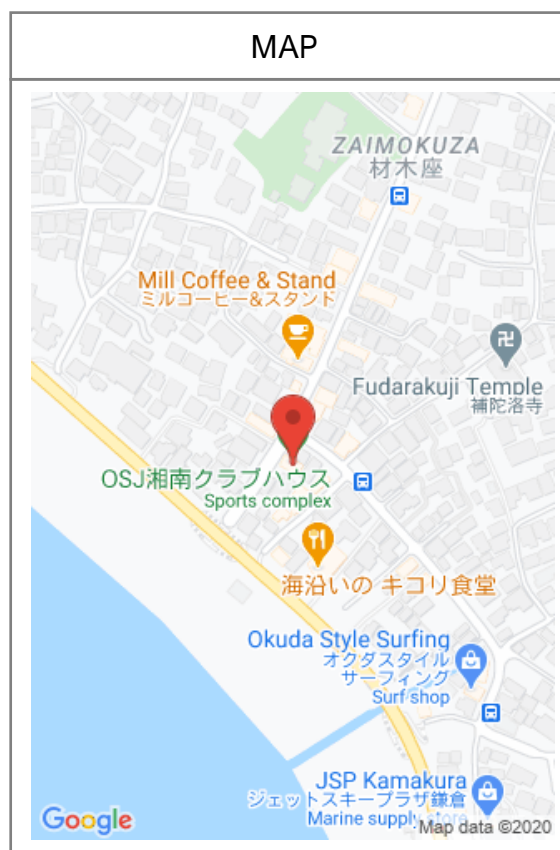 MAP
ZAIMOKUZA
材木座
Mill Coffee & Stand
ミルコーヒー&スタンド
卍
Fudarakuji Temple
補陀洛寺
OSJ湘南クラブハウス
Sports complex
海沿いの キコリ食堂
Okuda Style Surfing
オクダスタイル
サーフィング
Surf shop
JSP Kamakura
ジェットスキープラザ鎌倉
Marine supply store
Google
Map data ©2020